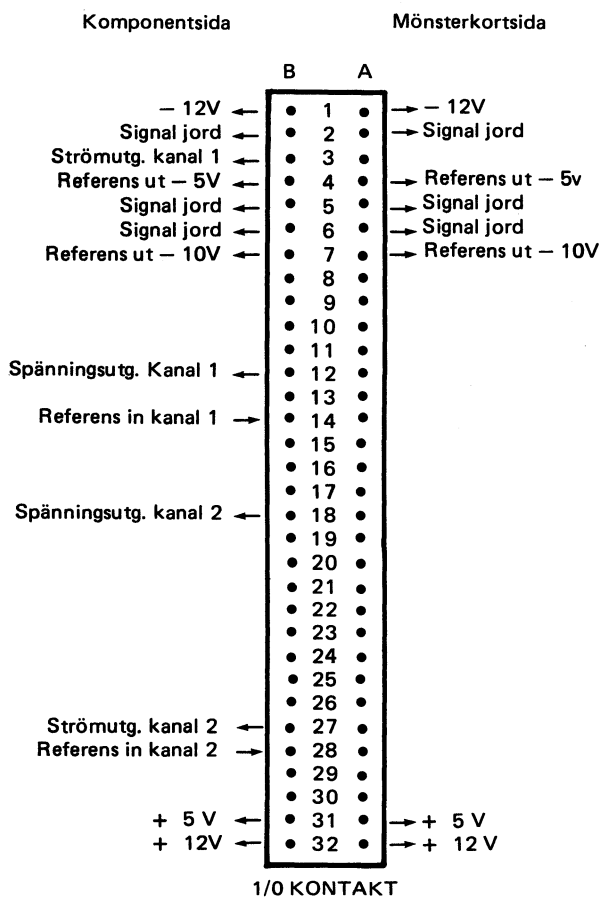 Komponentsida Mönsterkortsida
B A
– 12V 1 – 12V
Signal jord 2 Signal jord
Strömutg. kanal 1 3
Referens ut – 5V 4 Referens ut – 5v
Signal jord 5 Signal jord
Signal jord 6 Signal jord
Referens ut – 10V 7 Referens ut – 10V
8
9
10
11
Spänningsutg. Kanal 1 12
13
Referens in kanal 1 14
15
16
17
Spänningsutg. kanal 2 18
19
20
21
22
23
24
25
26
Strömutg. kanal 2 27
Referens in kanal 2 28
29
30
+ 5 V 31 + 5 V
+ 12V 32 + 12 V
1/0 KONTAKT